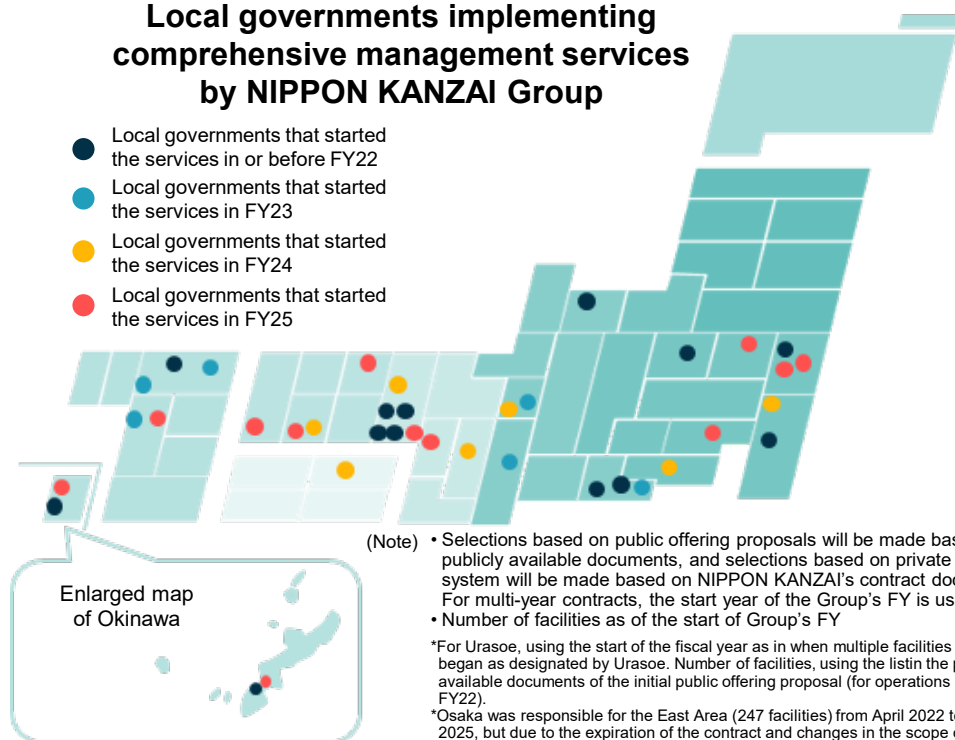 Local governments implementing
comprehensive management services
by NIPPON KANZAI Group
Local governments that started
the services in or before FY22
Local governments that started
the services in FY23
Local governments that started
the services in FY24
Local governments that started
the services in FY25
Enlarged map
of Okinawa
(Note) • Selections based on public offering proposals will be made bas
publicly available documents, and selections based on private
system will be made based on NIPPON KANZAI's contract doc
For multi-year contracts, the start year of the Group's FY is us
• Number of facilities as of the start of Group's FY
*For Urasoe, using the start of the fiscal year as in when multiple facilities
began as designated by Urasoe. Number of facilities, using the listin the p
available documents of the initial public offering proposal (for operations
FY22).
*Osaka was responsible for the East Area (247 facilities) from April 2022 t
2025, but due to the expiration of the contract and changes in the scope